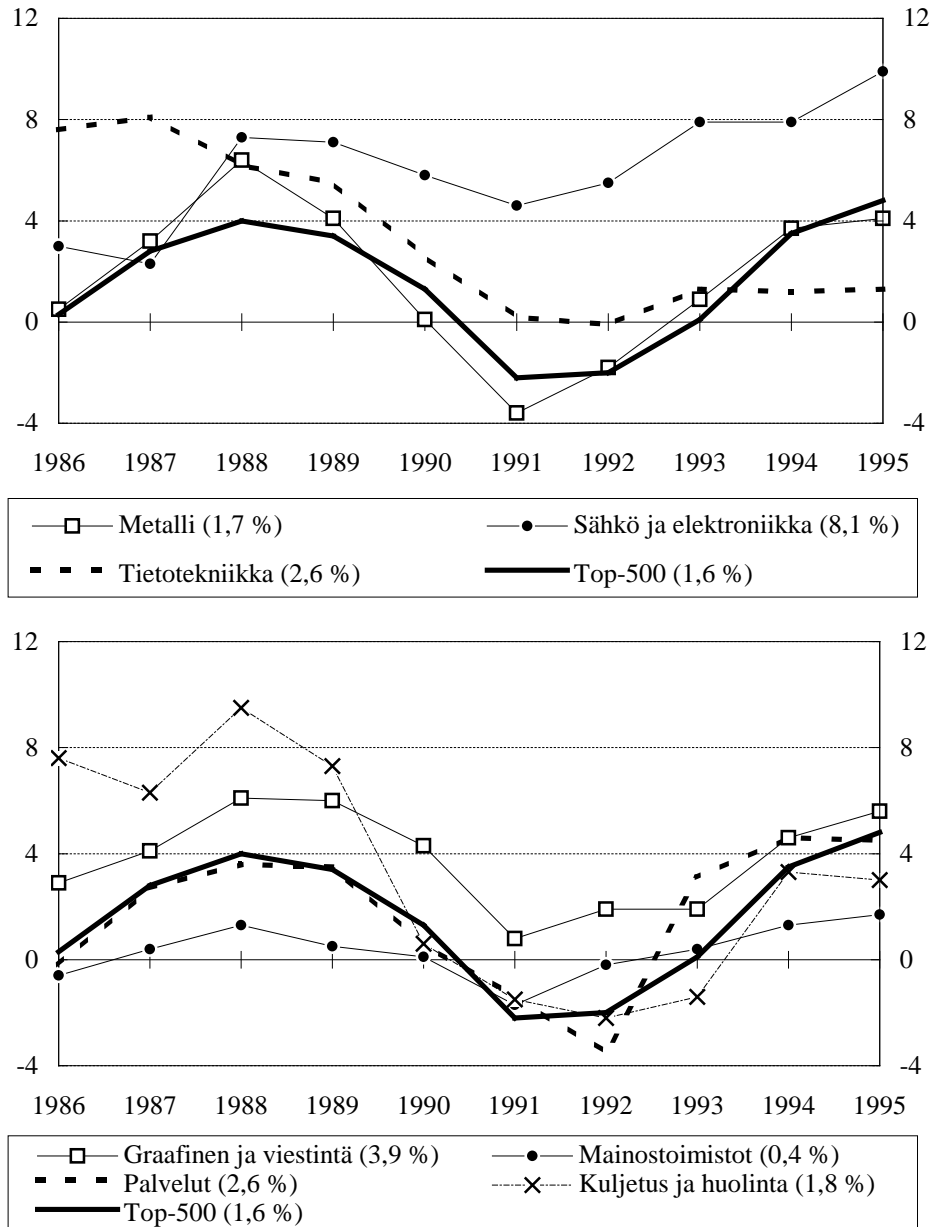 12 12
8 8
4 4
0 0
-4 -4
1986 1987 1988 1989 1990 1991 1992 1993 1994 1995
Metalli (1,7 %) Sähkö ja elektroniikka (8,1 %)
Tietotekniikka (2,6 %) Top-500 (1,6 %)
12 12
8 8
4 4
0 0
-4 -4
1986 1987 1988 1989 1990 1991 1992 1993 1994 1995
Graafinen ja viestintä (3,9 %) Mainostoimistot (0,4 %)
Palvelut (2,6 %) Kuljetus ja huolinta (1,8 %)
Top-500 (1,6 %)